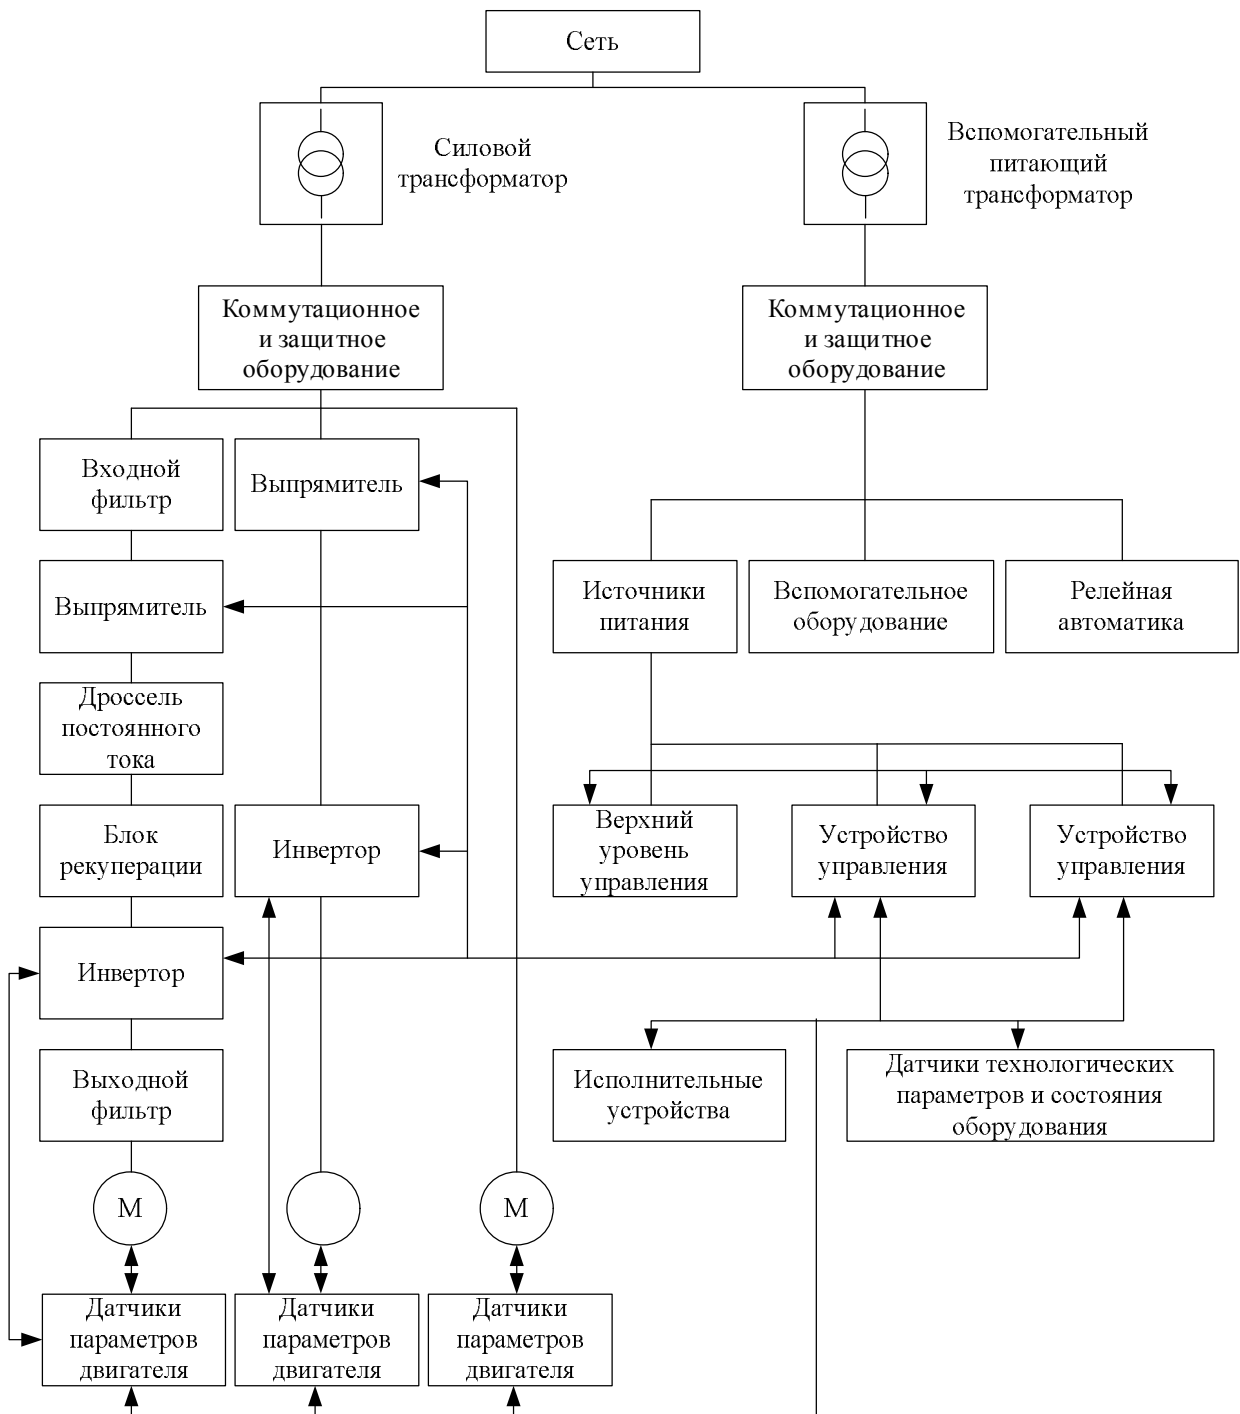 Сеть
Силовой
трансформатор
Вспомогательный
питающий
трансформатор
Коммутационное
и защитное
оборудование
Коммутационное
и защитное
оборудование
Входной
фильтр
Выпрямитель
Выпрямитель
Источники
питания
Вспомогательное
оборудование
Релейная
автоматика
Дроссель
постоянного
тока
Блок
рекуперации
Инвертор
Верхний
уровень
управления
Устройство
управления
Устройство
управления
Инвертор
Выходной
фильтр
Исполнительные
устройства
Датчики технологических
параметров и состояния
оборудования
М
М
Датчики
параметров
двигателя
Датчики
параметров
двигателя
Датчики
параметров
двигателя